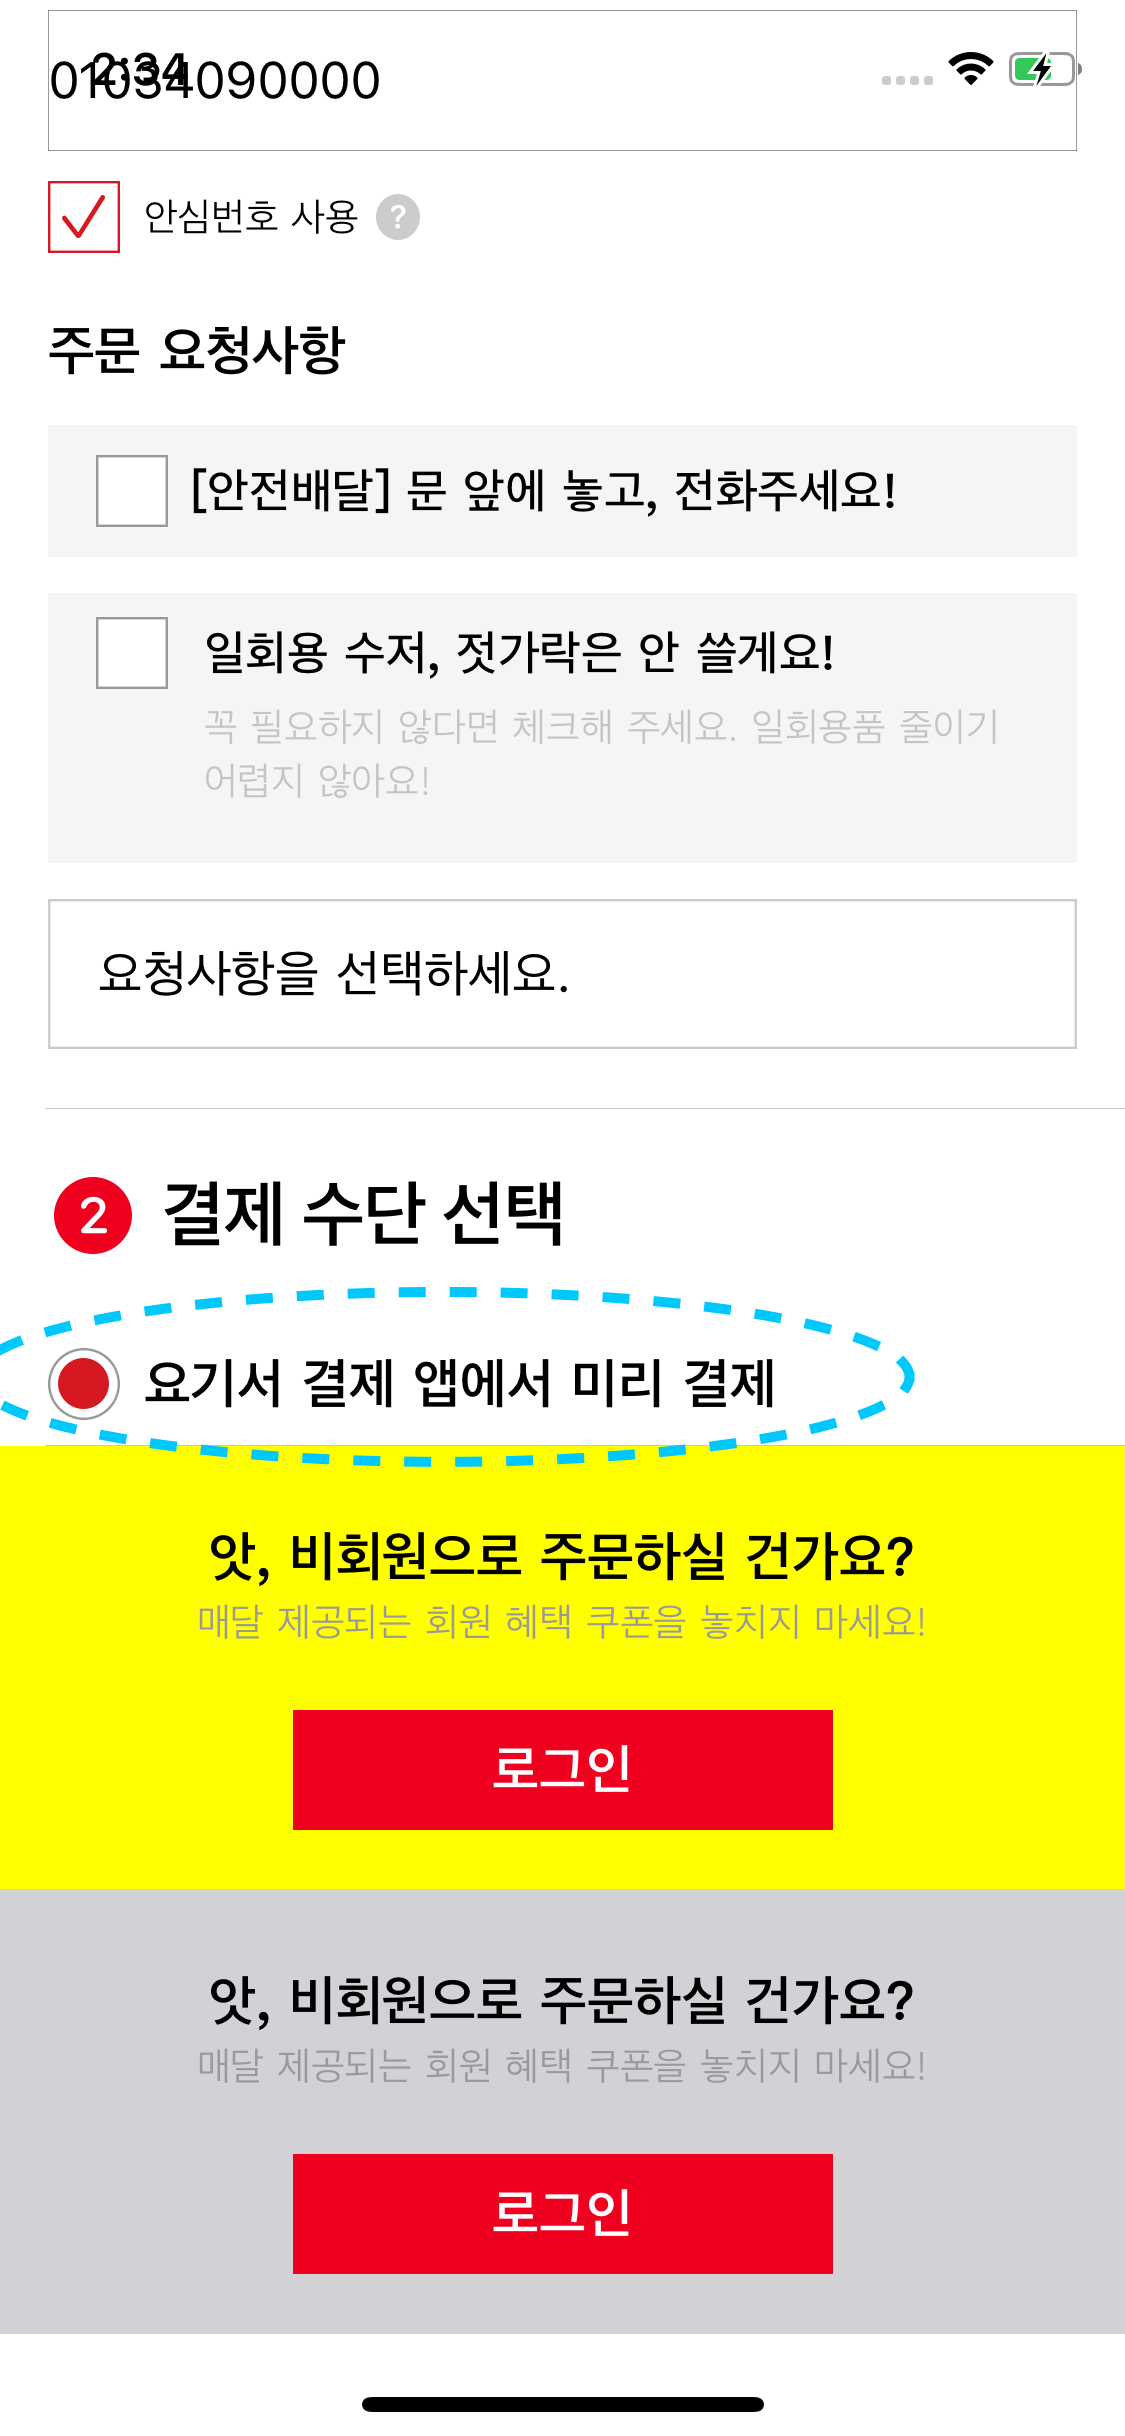 2:34
01034090000
안심번호 사용 ?
주문 요청사항
[안전배달] 문 앞에 놓고, 전화주세요!
일회용 수저, 젓가락은 안 쓸게요!
꼭 필요하지 않다면 체크해 주세요. 일회용품 줄이기
어렵지 않아요!
요청사항을 선택하세요.
2 결제 수단 선택
요기서 결제 앱에서 미리 결제
앗, 비회원으로 주문하실 건가요?
매달 제공되는 회원 혜택 쿠폰을 놓치지 마세요!
로그인
앗, 비회원으로 주문하실 건가요?
매달 제공되는 회원 혜택 쿠폰을 놓치지 마세요!
로그인